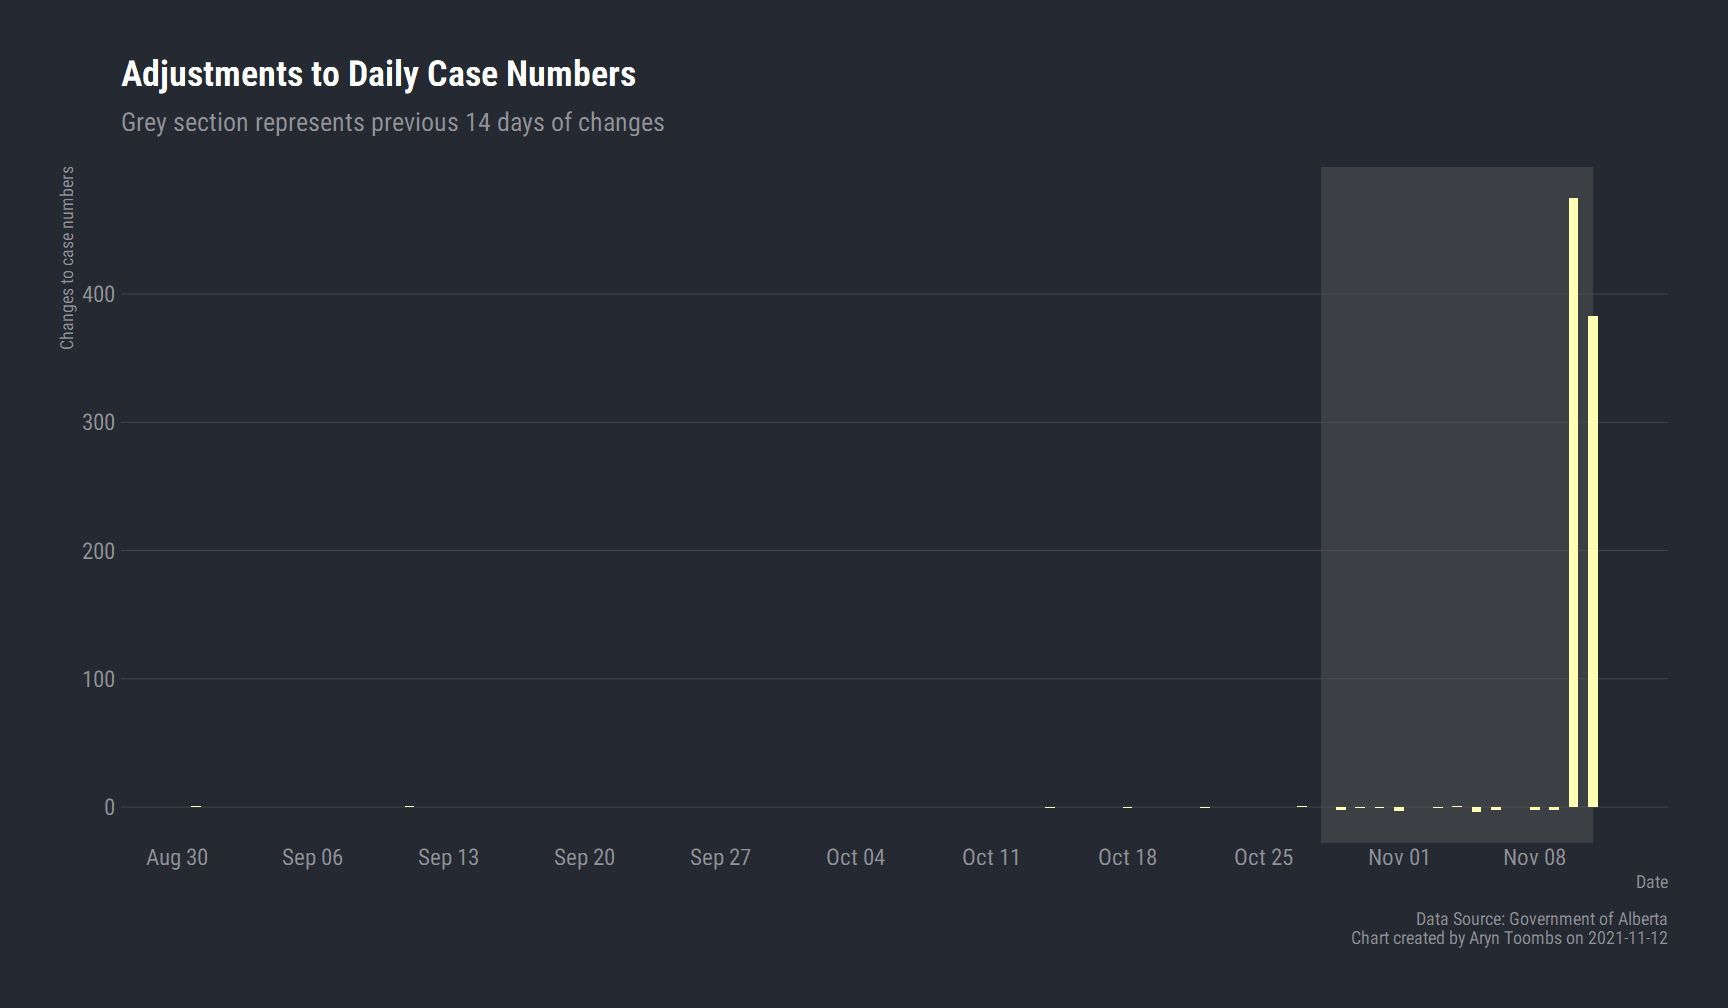 Adjustments to Daily Case Numbers
Grey section represents previous 14 days of changes
Changes to case numbers
400
300
200
100
0
Aug 30 Sep 06 Sep 13 Sep 20 Sep 27 Oct 04 Oct 11 Oct 18 Oct 25 Nov 01 Nov 08
Date
Data Source: Government of Alberta
Chart created by Aryn Toombs on 2021-11-12